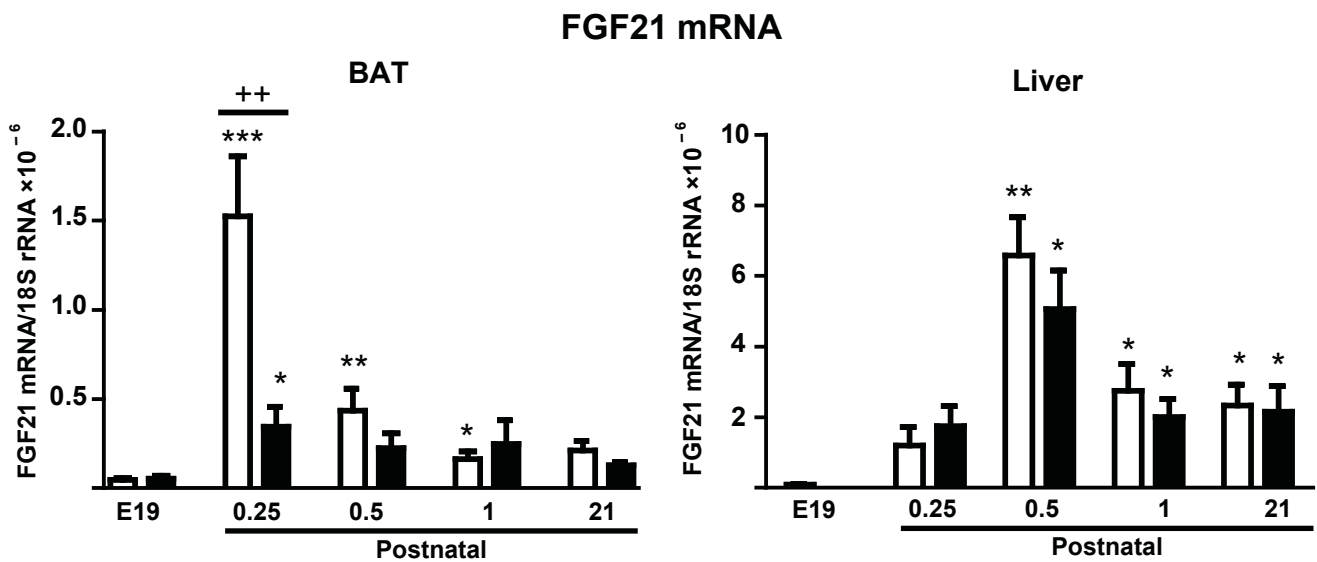 FGF21 mRNA
BAT
++
***
*
**
*
2.0
1.5
1.0
0.5
FGF21 mRNA/18S rRNA ×10⁻⁶
E19 0.25 0.5 1 21
Postnatal
Liver
**
*
* * * *
10
8
6
4
2
FGF21 mRNA/18S rRNA ×10⁻⁶
E19 0.25 0.5 1 21
Postnatal